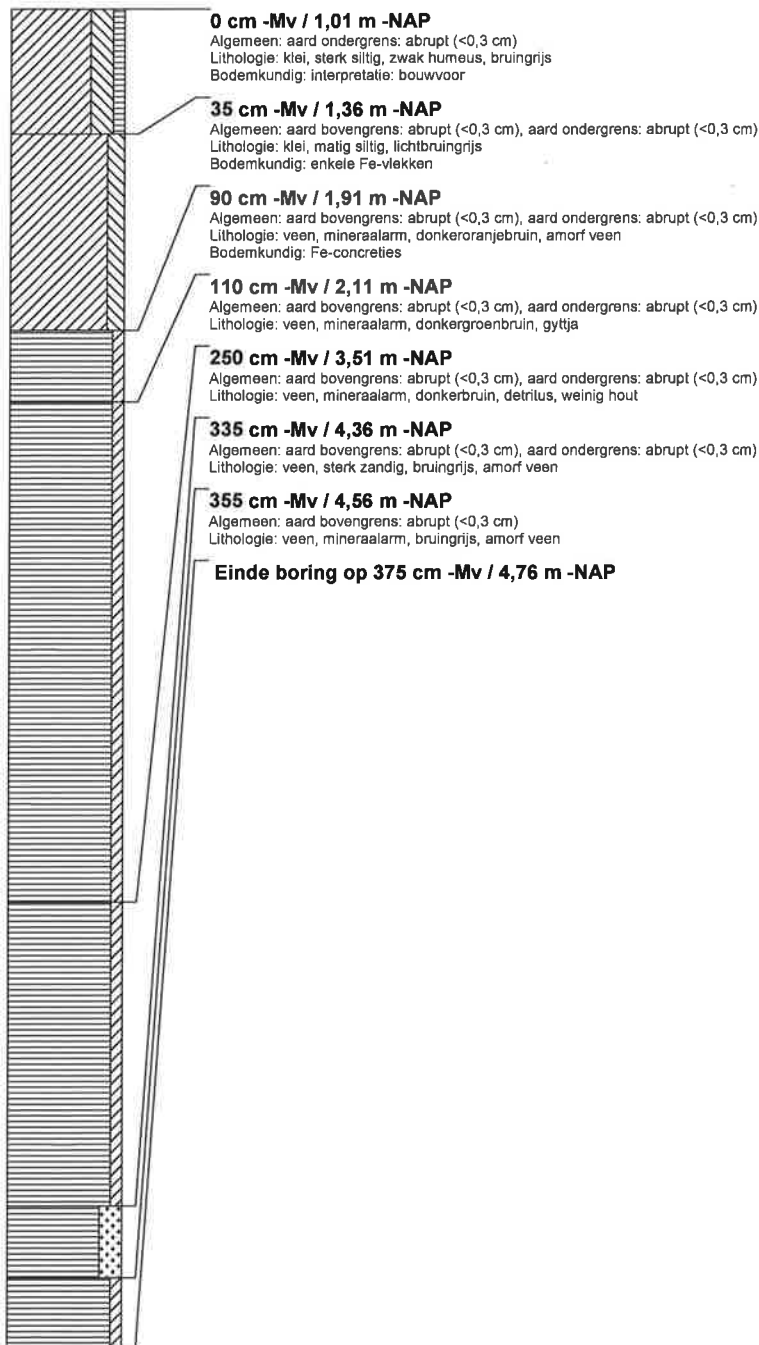 0 cm -Mv / 1,01 m -NAP
Algemeen: aard ondergrens: abrupt (<0,3 cm)
Lithologie: klei, sterk siltig, zwak humeus, bruingrijs
Bodemkundig: interpretatie: bouwvoor
35 cm -Mv / 1,36 m -NAP
Algemeen: aard bovengrens: abrupt (<0,3 cm), aard ondergrens: abrupt (<0,3 cm)
Lithologie: klei, matig siltig, lichtbruingrijs
Bodemkundig: enkele Fe-vlekken
90 cm -Mv / 1,91 m -NAP
Algemeen: aard bovengrens: abrupt (<0,3 cm), aard ondergrens: abrupt (<0,3 cm)
Lithologie: veen, mineraalarm, donkeroranjebruin, amorf veen
Bodemkundig: Fe-concreties
110 cm -Mv / 2,11 m -NAP
Algemeen: aard bovengrens: abrupt (<0,3 cm), aard ondergrens: abrupt (<0,3 cm)
Lithologie: veen, mineraalarm, donkergroenbruin, gyttja
250 cm -Mv / 3,51 m -NAP
Algemeen: aard bovengrens: abrupt (<0,3 cm), aard ondergrens: abrupt (<0,3 cm)
Lithologie: veen, mineraalarm, donkerbruin, detritus, weinig hout
335 cm -Mv / 4,36 m -NAP
Algemeen: aard bovengrens: abrupt (<0,3 cm), aard ondergrens: abrupt (<0,3 cm)
Lithologie: veen, sterk zandig, bruingrijs, amorf veen
355 cm -Mv / 4,56 m -NAP
Algemeen: aard bovengrens: abrupt (<0,3 cm)
Lithologie: veen, mineraalarm, bruingrijs, amorf veen
Einde boring op 375 cm -Mv / 4,76 m -NAP